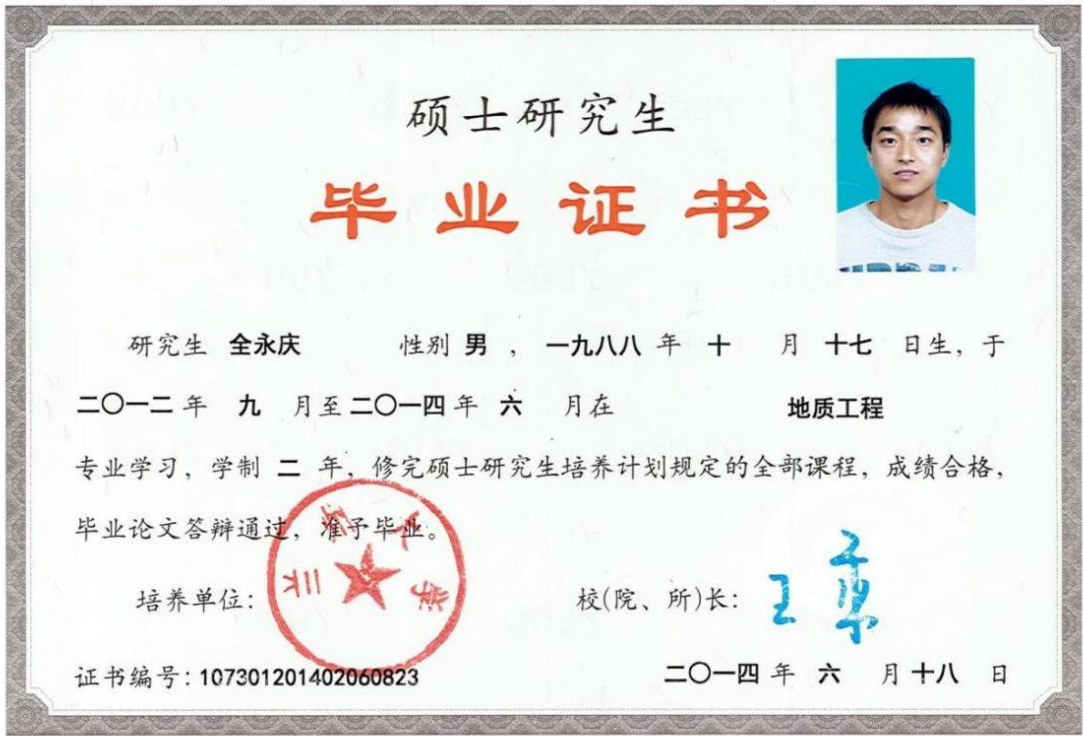 硕士研究生
毕业证书
研究生 全永庆 性别 男 , 一九八八 年 十 月 十七 日生, 于
二〇一二 年 九 月至 二〇一四 年 六 月在 地质工程
专业学习, 学制 二 年, 修完硕士研究生培养计划规定的全部课程, 成绩合格,
毕业论文答辩通过, 准予毕业。
培养单位: 校(院、所)长:
证书编号: 107301201402060823 二〇一四 年 六 月 十八 日